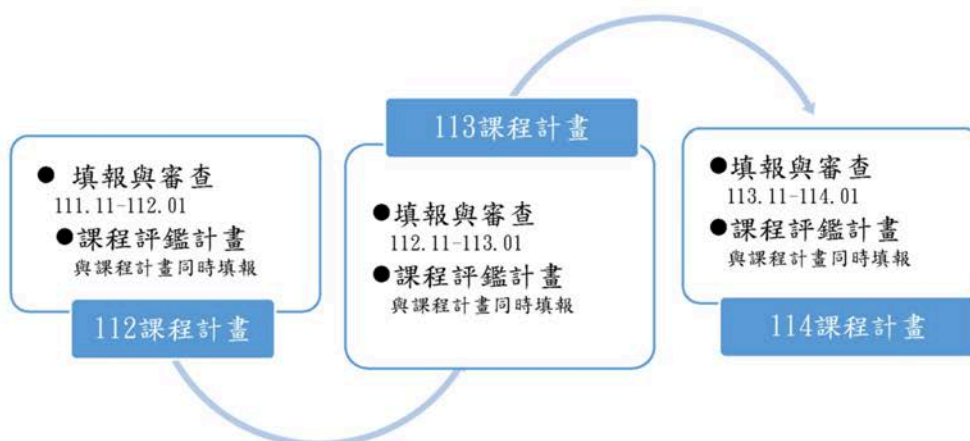 ● 填報與審查
111.11-112.01
●課程評鑑計畫
與課程計畫同時填報
112課程計畫
113課程計畫
●填報與審查
112.11-113.01
●課程評鑑計畫
與課程計畫同時填報
●填報與審查
113.11-114.01
●課程評鑑計畫
與課程計畫同時填報
114課程計畫